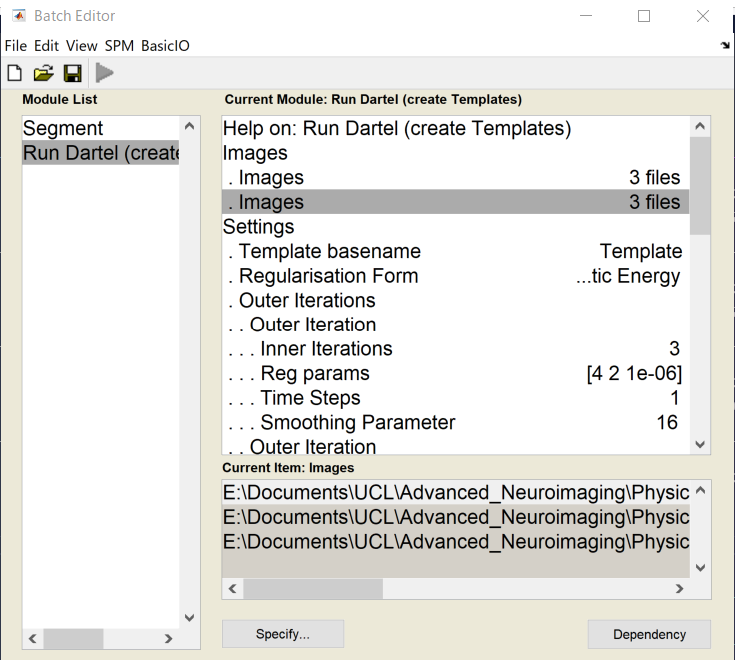 Batch Editor
File Edit View SPM BasicIO
Module List
Current Module: Run Dartel (create Templates)
Segment
Run Dartel (create
Help on: Run Dartel (create Templates)
Images
. Images 3 files
. Images 3 files
Settings
. Template basename Template
. Regularisation Form ...tic Energy
. Outer Iterations
. . Outer Iteration
. . . Inner Iterations 3
. . . Reg params [4 2 1e-06]
. . . Time Steps 1
. . . Smoothing Parameter 16
. . Outer Iteration
Current Item: Images
E:\Documents\UCL\Advanced_Neuroimaging\Physic
E:\Documents\UCL\Advanced_Neuroimaging\Physic
E:\Documents\UCL\Advanced_Neuroimaging\Physic
Specify...
Dependency